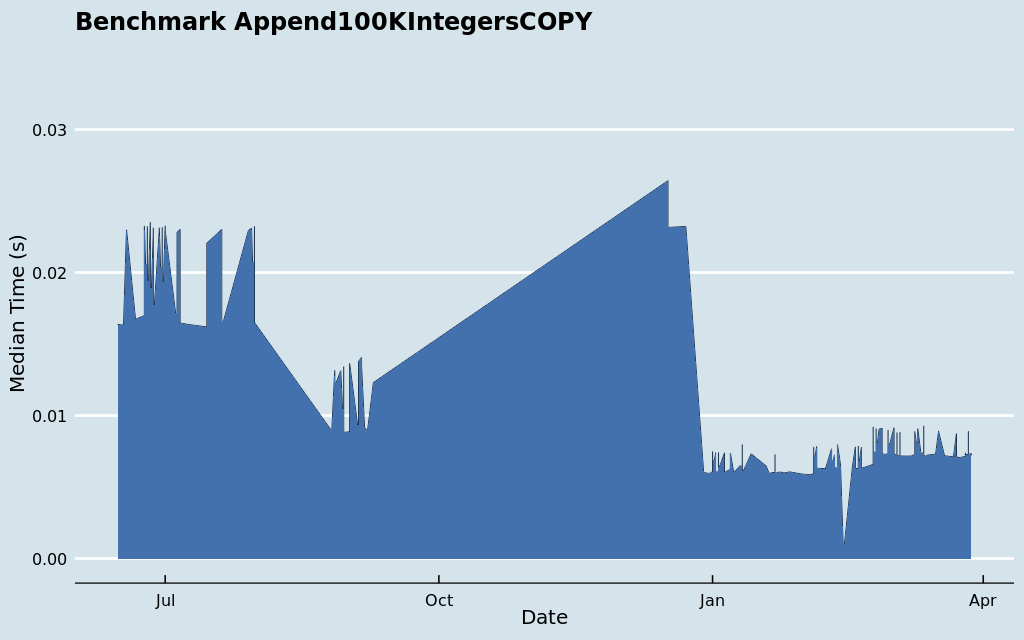 Benchmark Append100KIntegersCOPY
Median Time (s)
0.03
0.02
0.01
0.00
Jul Oct Jan Apr
Date